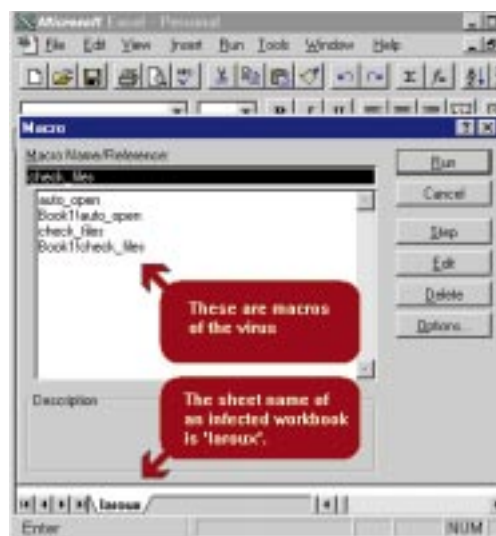 Microsoft Excel - Personal
File Edit View Insert Run Tools Window Help
Macro
Macro Name/Reference:
check_files
Run
auto_open
Cancel
Book1!auto_open
check_files
Step
Book1!check_files
Edit
These are macros
of the virus
Delete
Options...
Description
The sheet name of
an infected workbook
is 'laroux'.
laroux
Enter
NUM